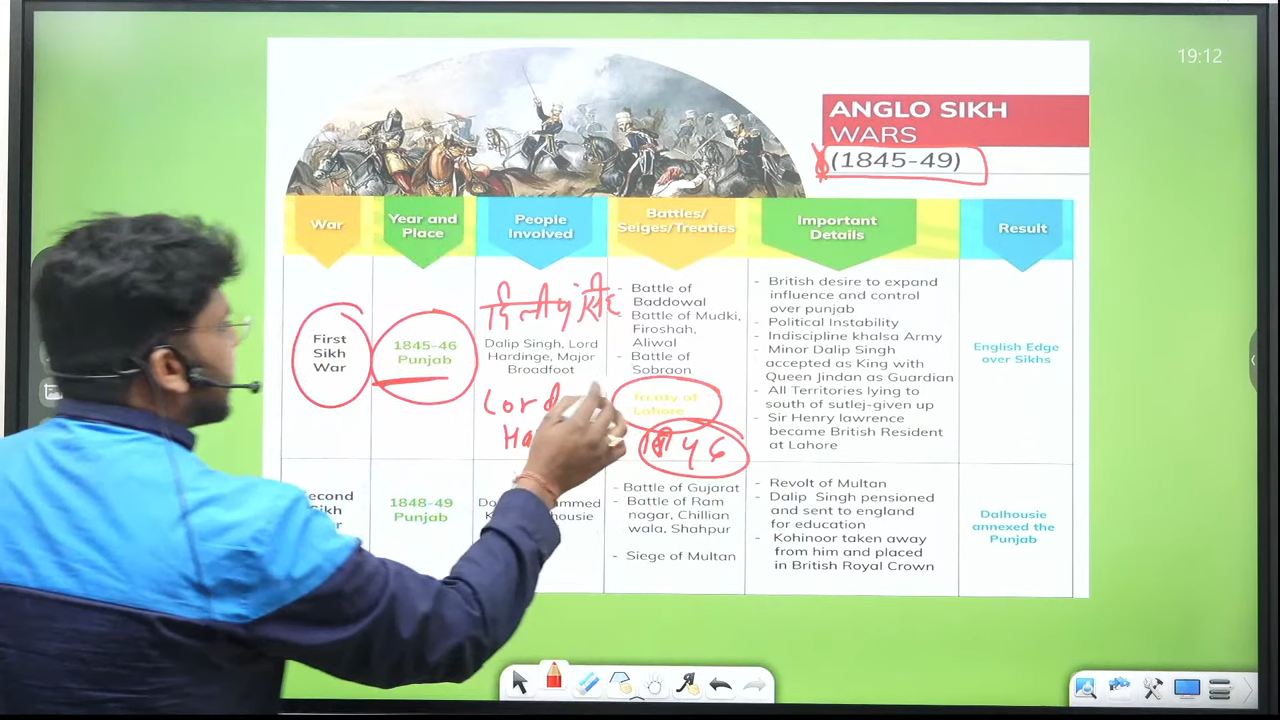 19:12
ANGLO SIKH
WARS
(1845-49)
War
Year and
Place
People
Involved
Battles/
Seiges/Treaties
Important
Details
Result
First
Sikh
War
1845-46
Punjab
Dalip Singh, Lord
Hardinge, Major
Broadfoot
Lord
- Battle of
Baddowal
- Battle of Mudki,
Firoshah,
Aliwal
- Battle of
Sobraon
Treaty of
Lahore
- British desire to expand
influence and control
over punjab
- Political Instability
- Indiscipline khalsa Army
- Minor Dalip Singh
accepted as King with
Queen Jindan as Guardian
- All Territories lying to
south of sutlej-given up
- Sir Henry lawrence
became British Resident
at Lahore
English Edge
over Sikhs
1848-49
Punjab
- Battle of Gujarat
- Battle of Ram
nagar, Chillian
wala, Shahpur
- Siege of Multan
- Revolt of Multan
- Dalip Singh pensioned
and sent to england
for education
- Kohinoor taken away
from him and placed
in British Royal Crown
Dalhousie
annexed the
Punjab